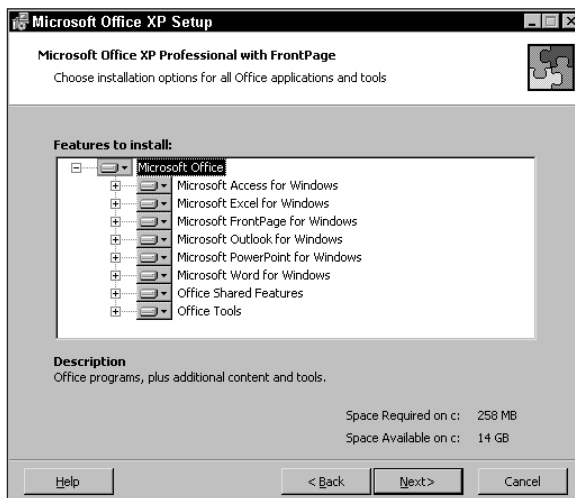 Microsoft Office XP Setup
Microsoft Office XP Professional with FrontPage
Choose installation options for all Office applications and tools
Features to install:
Microsoft Office
Microsoft Access for Windows
Microsoft Excel for Windows
Microsoft FrontPage for Windows
Microsoft Outlook for Windows
Microsoft PowerPoint for Windows
Microsoft Word for Windows
Office Shared Features
Office Tools
Description
Office programs, plus additional content and tools.
Space Required on c: 258 MB
Space Available on c: 14 GB
Help < Back Next> Cancel